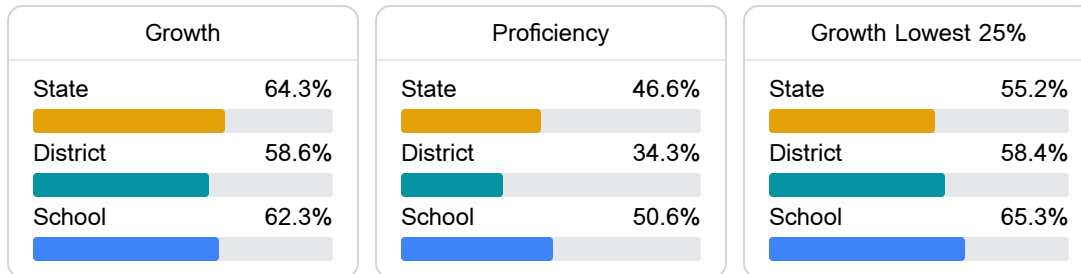 Growth
State 64.3%
District 58.6%
School 62.3%
Proficiency
State 46.6%
District 34.3%
School 50.6%
Growth Lowest 25%
State 55.2%
District 58.4%
School 65.3%